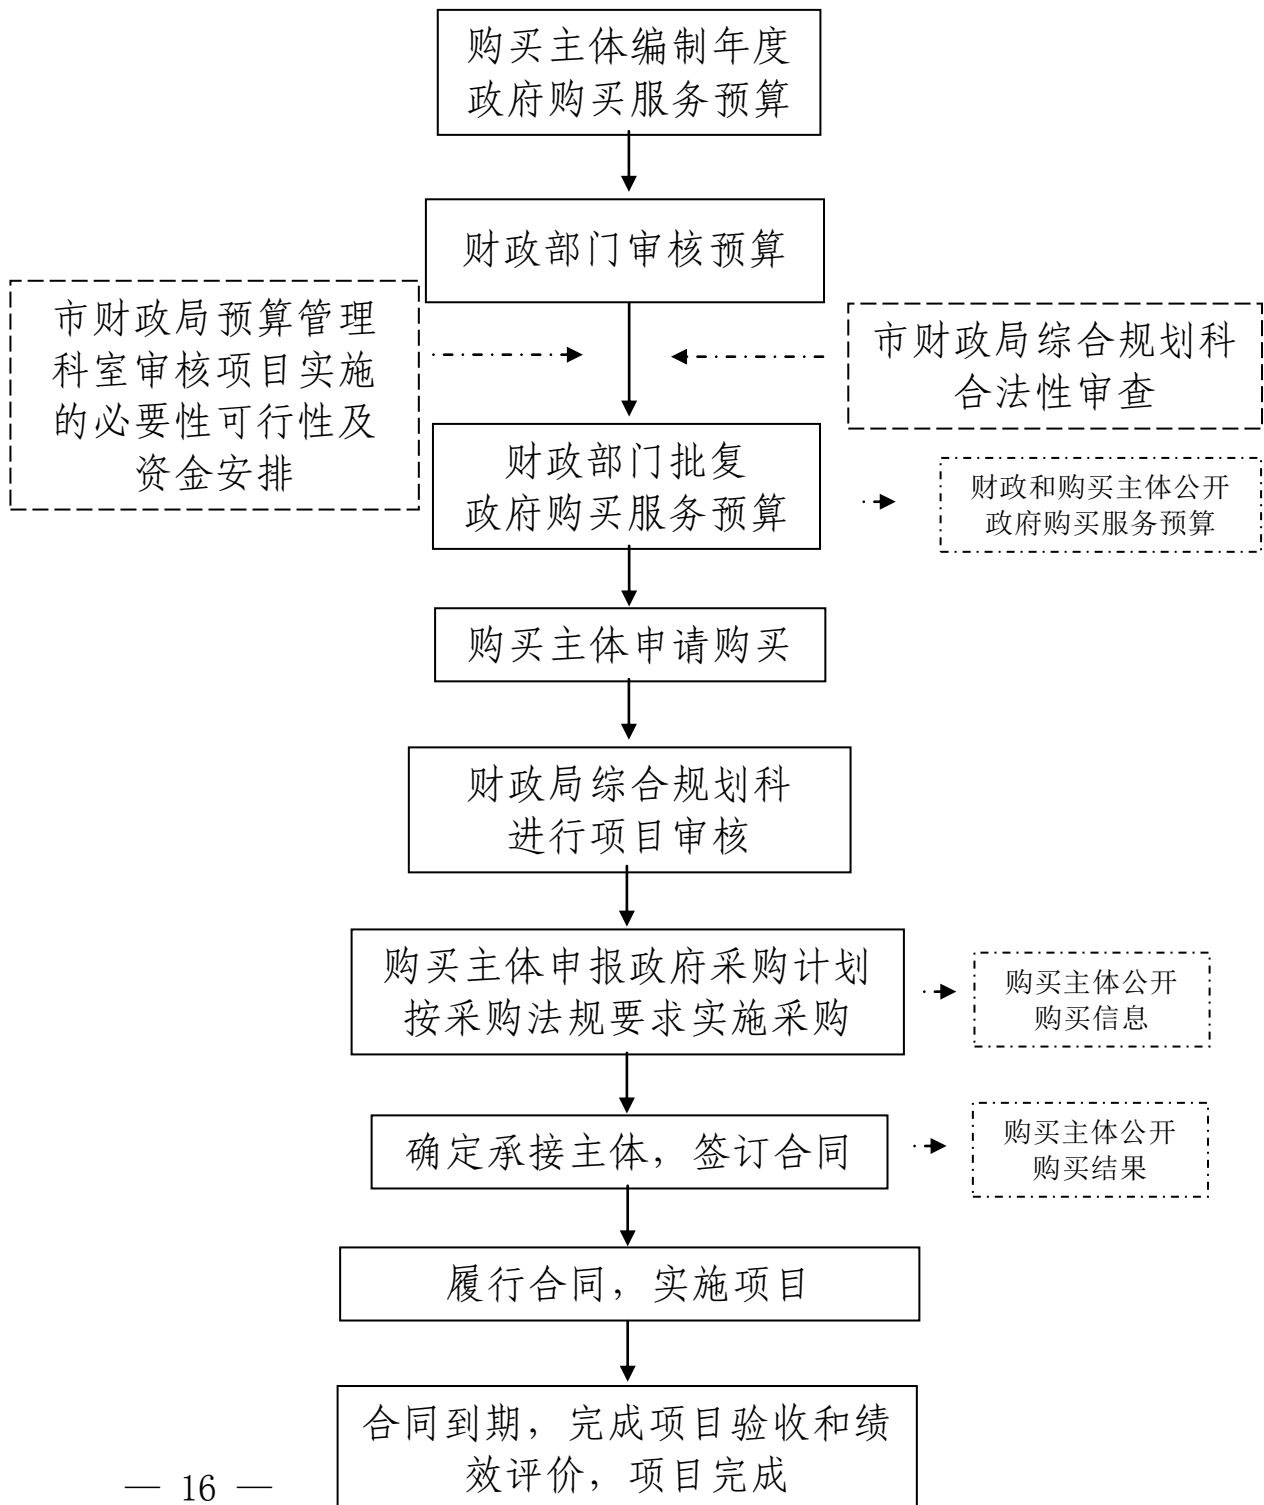 购买主体编制年度
政府购买服务预算
财政部门审核预算
市财政局预算管理
科室审核项目实施
的必要性可行性及
资金安排
市财政局综合规划科
合法性审查
财政部门批复
政府购买服务预算
财政和购买主体公开
政府购买服务预算
购买主体申请购买
财政局综合规划科
进行项目审核
购买主体申报政府采购计划
按采购法规要求实施采购
购买主体公开
购买信息
确定承接主体，签订合同
购买主体公开
购买结果
履行合同，实施项目
合同到期，完成项目验收和绩
效评价，项目完成
— 16 —